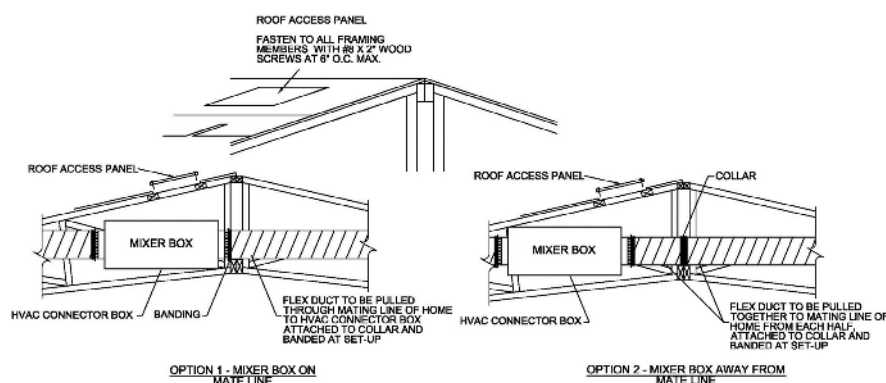 ROOF ACCESS PANEL
FASTEN TO ALL FRAMING
MEMBERS WITH #8 X 2" WOOD
SCREWS AT 6" O.C. MAX.
ROOF ACCESS PANEL
MIXER BOX
HVAC CONNECTOR BOX
BANDING
FLEX DUCT TO BE PULLED
THROUGH MATING LINE OF HOME
TO HVAC CONNECTOR BOX
ATTACHED TO COLLAR AND
BANDED AT SET-UP
OPTION 1 - MIXER BOX ON
MATE LINE
ROOF ACCESS PANEL
COLLAR
MIXER BOX
HVAC CONNECTOR BOX
FLEX DUCT TO BE PULLED
TOGETHER TO MATING LINE OF
HOME FROM EACH HALF,
ATTACHED TO COLLAR AND
BANDED AT SET-UP
OPTION 2 - MIXER BOX AWAY FROM
MATE LINE